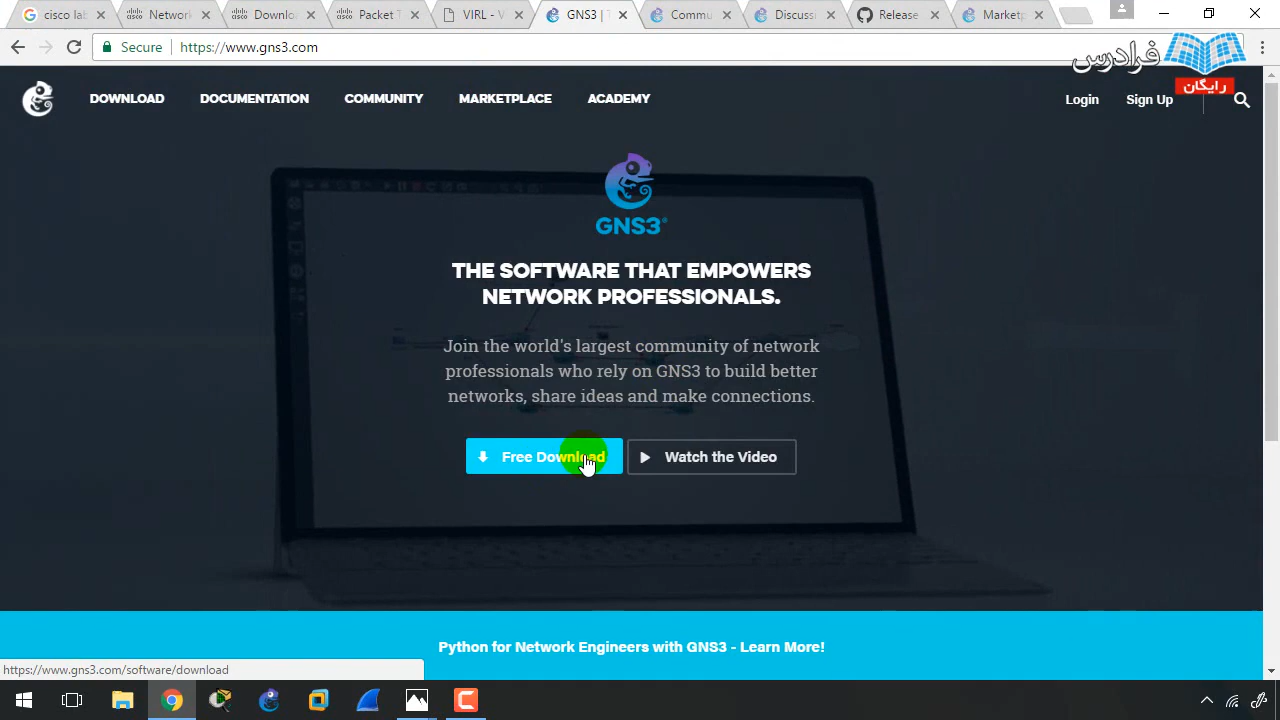 cisco lab
Network
Downlo
Packet T
VIRL - V
GNS3 | T
Commu
Discussi
Release
Marketp
Secure
https://www.gns3.com
فرادرس
رایگان
DOWNLOAD
DOCUMENTATION
COMMUNITY
MARKETPLACE
ACADEMY
Login
Sign Up
GNS3
THE SOFTWARE THAT EMPOWERS
NETWORK PROFESSIONALS.
Join the world's largest community of network
professionals who rely on GNS3 to build better
networks, share ideas and make connections.
Free Download
Watch the Video
Python for Network Engineers with GNS3 - Learn More!
https://www.gns3.com/software/download